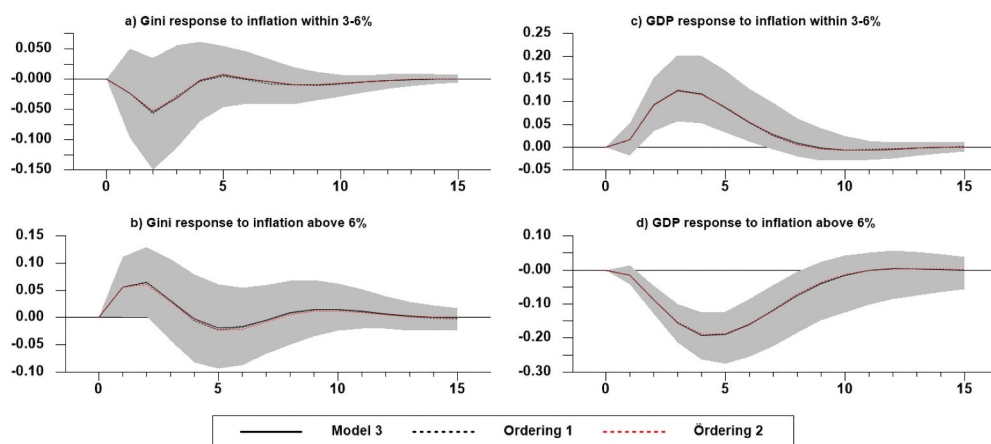 a) Gini response to inflation within 3-6%
0.050
-0.000
-0.050
-0.100
-0.150
0 5 10 15
c) GDP response to inflation within 3-6%
0.25
0.20
0.15
0.10
0.05
0.00
-0.05
0 5 10 15
b) Gini response to inflation above 6%
0.15
0.10
0.05
0.00
-0.05
-0.10
0 5 10 15
d) GDP response to inflation above 6%
-0.00
-0.10
-0.20
-0.30
0 5 10 15
Model 3 Ordering 1 Ördering 2